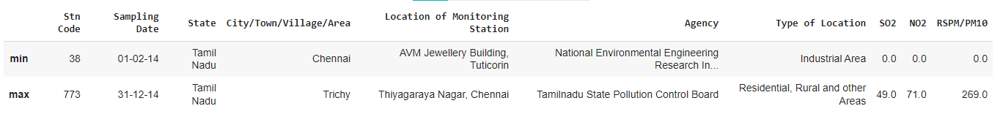 Stn Code Sampling Date State City/Town/Village/Area Location of Monitoring Station Agency Type of Location SO2 NO2 RSPM/PM10
min 38 01-02-14 Tamil Nadu Chennai AVM Jewellery Building, Tuticorin National Environmental Engineering Research In... Industrial Area 0.0 0.0 0.0
max 773 31-12-14 Tamil Nadu Trichy Thiyagaraya Nagar, Chennai Tamilnadu State Pollution Control Board Residential, Rural and other Areas 49.0 71.0 269.0